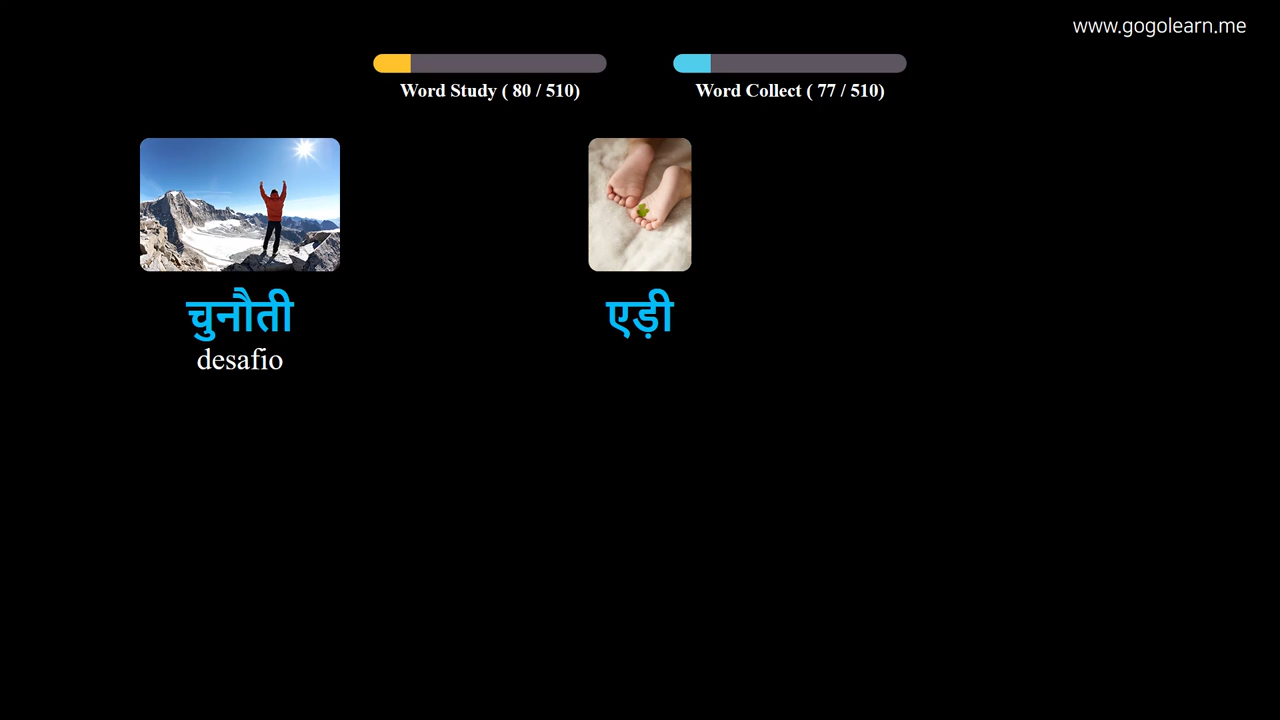 www.gogolearn.me
Word Study ( 80 / 510)
Word Collect ( 77 / 510)
चुनौती
एड़ी
desafio